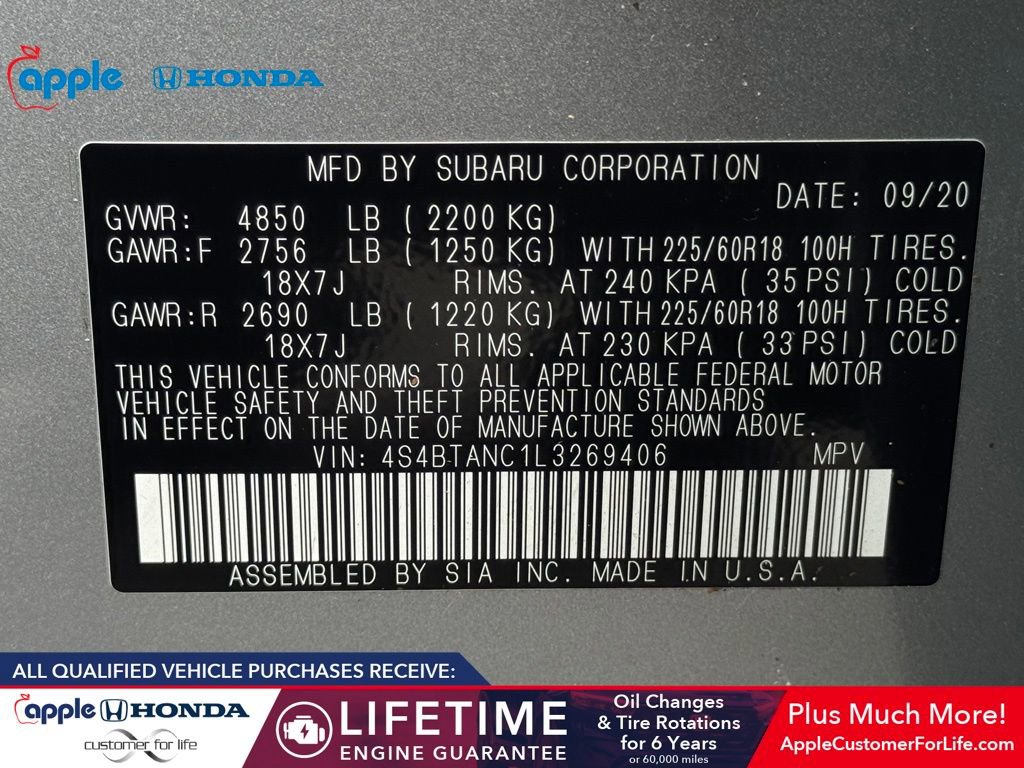 apple HONDA
MFD BY SUBARU CORPORATION
DATE: 09/20
GVWR: 4850 LB ( 2200 KG)
GAWR:F 2756 LB ( 1250 KG) WITH 225/60R18 100H TIRES.
18X7J RIMS. AT 240 KPA ( 35 PSI) COLD
GAWR:R 2690 LB ( 1220 KG) WITH 225/60R18 100H TIRES.
18X7J RIMS. AT 230 KPA ( 33 PSI) COLD
THIS VEHICLE CONFORMS TO ALL APPLICABLE FEDERAL MOTOR
VEHICLE SAFETY AND THEFT PREVENTION STANDARDS
IN EFFECT ON THE DATE OF MANUFACTURE SHOWN ABOVE.
VIN: 4S4BTANC1L3269406 MPV
ASSEMBLED BY SIA INC. MADE IN U.S.A.
ALL QUALIFIED VEHICLE PURCHASES RECEIVE:
apple HONDA
customer for life
LIFETIME
ENGINE GUARANTEE
Oil Changes
& Tire Rotations
for 6 Years
or 60,000 miles
Plus Much More!
AppleCustomerForLife.com